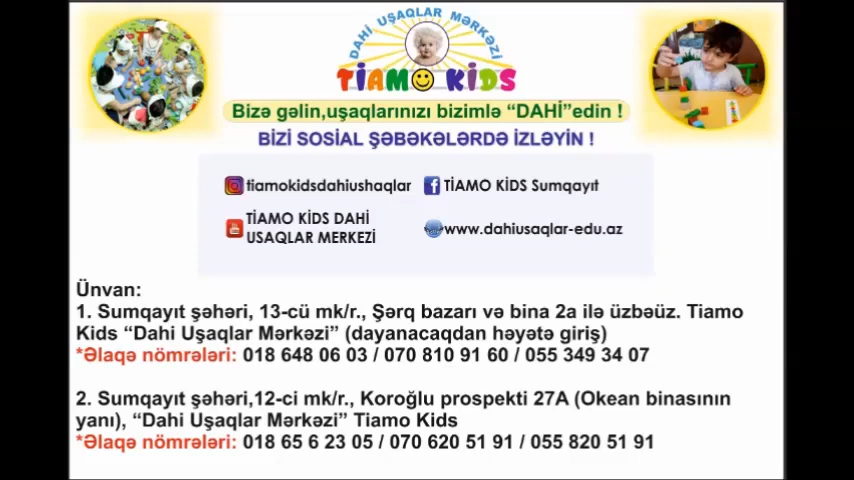 DAHİ UŞAQLAR MƏRKƏZİ
TİAMO KİDS
Bizə gəlin,uşaqlarınızı bizimlə “DAHİ”edin !
BİZİ SOSİAL ŞƏBƏKƏLƏRDƏ İZLƏYİN !
tiamokidsdahiushaqlar
TİAMO KİDS Sumqayıt
TİAMO KİDS DAHİ
USAQLAR MERKEZİ
www.dahiusaqlar-edu.az
Ünvan:
1. Sumqayıt şəhəri, 13-cü mk/r., Şərq bazarı və bina 2a ilə üzbəüz. Tiamo
Kids “Dahi Uşaqlar Mərkəzi” (dayanacaqdan həyətə giriş)
*Əlaqə nömrələri: 018 648 06 03 / 070 810 91 60 / 055 349 34 07
2. Sumqayıt şəhəri,12-ci mk/r., Koroğlu prospekti 27A (Okean binasının
yanı), “Dahi Uşaqlar Mərkəzi” Tiamo Kids
*Əlaqə nömrələri: 018 65 6 23 05 / 070 620 51 91 / 055 820 51 91